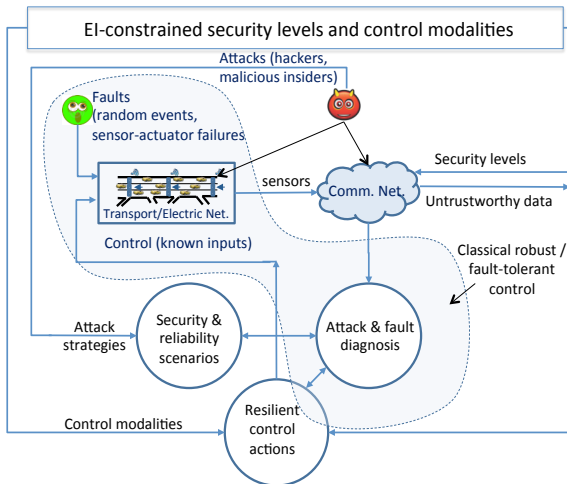 EI-constrained security levels and control modalities
Attacks (hackers,
malicious insiders)
Faults
(random events,
sensor-actuator failures
Security levels
sensors
Comm. Net.
Untrustworthy data
Transport/Electric Net.
Control (known inputs)
Classical robust /
fault-tolerant
control
Attack
strategies
Security &
reliability
scenarios
Attack & fault
diagnosis
Control modalities
Resilient
control
actions